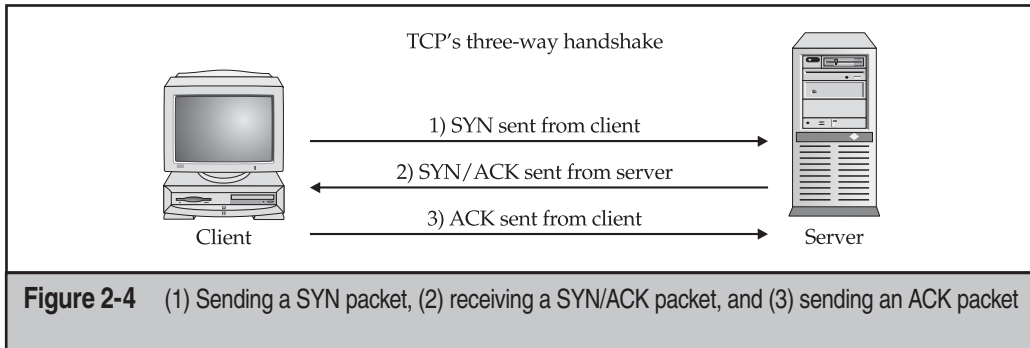 TCP's three-way handshake
1) SYN sent from client
2) SYN/ACK sent from server
3) ACK sent from client
Client
Server
Figure 2-4 (1) Sending a SYN packet, (2) receiving a SYN/ACK packet, and (3) sending an ACK packet